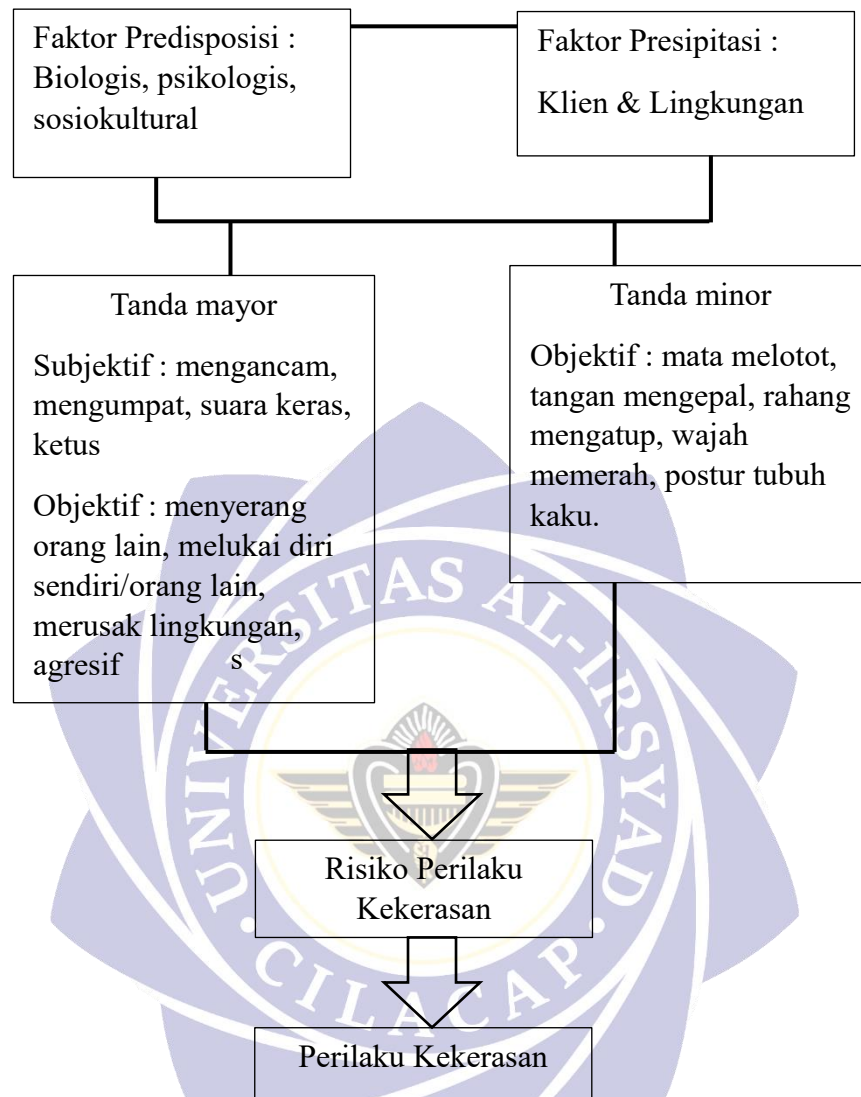 Faktor Predisposisi :
Biologis, psikologis,
sosiokultural
Faktor Presipitasi :
Klien & Lingkungan
Tanda mayor
Subjektif : mengancam,
mengumpat, suara keras,
ketus
Objektif : menyerang
orang lain, melukai diri
sendiri/orang lain,
merusak lingkungan,
agresif
s
Tanda minor
Objektif : mata melotot,
tangan mengepal, rahang
mengatup, wajah
memerah, postur tubuh
kaku.
UNIVERSITAS AL-IRSYAD
CILACAP
Risiko Perilaku
Kekerasan
Perilaku Kekerasan